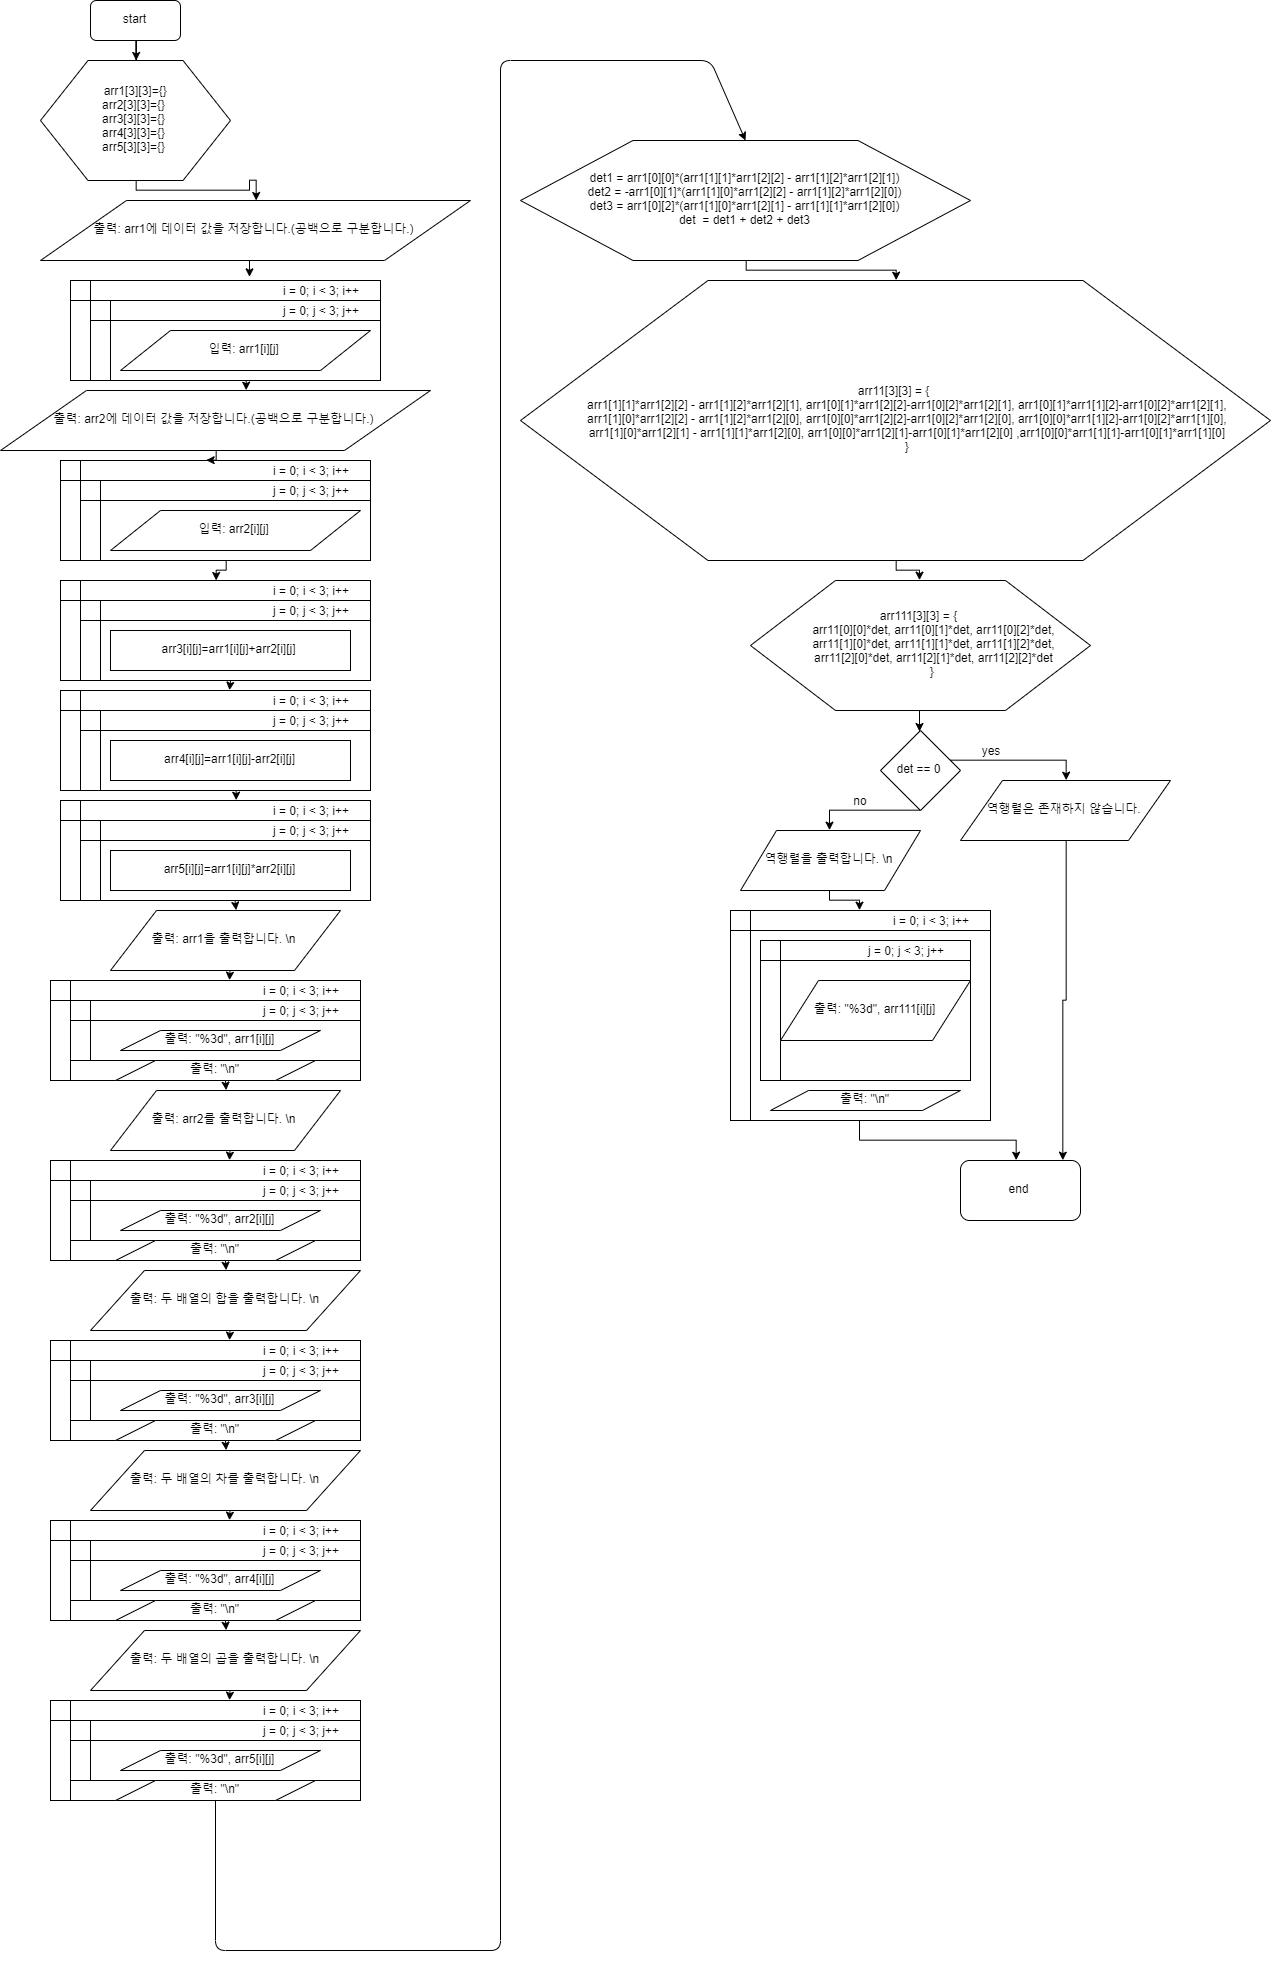 start
arr1[3][3]={}
arr2[3][3]={}
arr3[3][3]={}
arr4[3][3]={}
arr5[3][3]={}
출력: arr1에 데이터 값을 저장합니다.(공백으로 구분합니다.)
i = 0; i < 3; i++
j = 0; j < 3; j++
입력: arr1[i][j]
출력: arr2에 데이터 값을 저장합니다.(공백으로 구분합니다.)
i = 0; i < 3; i++
j = 0; j < 3; j++
입력: arr2[i][j]
i = 0; i < 3; i++
j = 0; j < 3; j++
arr3[i][j]=arr1[i][j]+arr2[i][j]
i = 0; i < 3; i++
j = 0; j < 3; j++
arr4[i][j]=arr1[i][j]-arr2[i][j]
i = 0; i < 3; i++
j = 0; j < 3; j++
arr5[i][j]=arr1[i][j]*arr2[i][j]
출력: arr1을 출력합니다. \n
i = 0; i < 3; i++
j = 0; j < 3; j++
출력: "%3d", arr1[i][j]
출력: "\n"
출력: arr2를 출력합니다. \n
i = 0; i < 3; i++
j = 0; j < 3; j++
출력: "%3d", arr2[i][j]
출력: "\n"
출력: 두 배열의 합을 출력합니다. \n
i = 0; i < 3; i++
j = 0; j < 3; j++
출력: "%3d", arr3[i][j]
출력: "\n"
출력: 두 배열의 차를 출력합니다. \n
i = 0; i < 3; i++
j = 0; j < 3; j++
출력: "%3d", arr4[i][j]
출력: "\n"
출력: 두 배열의 곱을 출력합니다. \n
i = 0; i < 3; i++
j = 0; j < 3; j++
출력: "%3d", arr5[i][j]
출력: "\n"
det1 = arr1[0][0]*(arr1[1][1]*arr1[2][2] - arr1[1][2]*arr1[2][1])
det2 = -arr1[0][1]*(arr1[1][0]*arr1[2][2] - arr1[1][2]*arr1[2][0])
det3 = arr1[0][2]*(arr1[1][0]*arr1[2][1] - arr1[1][1]*arr1[2][0])
det = det1 + det2 + det3
arr11[3][3] = {
arr1[1][1]*arr1[2][2] - arr1[1][2]*arr1[2][1], arr1[0][1]*arr1[2][2]-arr1[0][2]*arr1[2][1], arr1[0][1]*arr1[1][2]-arr1[0][2]*arr1[2][1],
arr1[1][0]*arr1[2][2] - arr1[1][2]*arr1[2][0], arr1[0][0]*arr1[2][2]-arr1[0][2]*arr1[2][0], arr1[0][0]*arr1[1][2]-arr1[0][2]*arr1[1][0],
arr1[1][0]*arr1[2][1] - arr1[1][1]*arr1[2][0], arr1[0][0]*arr1[2][1]-arr1[0][1]*arr1[2][0] ,arr1[0][0]*arr1[1][1]-arr1[0][1]*arr1[1][0]
}
arr111[3][3] = {
arr11[0][0]*det, arr11[0][1]*det, arr11[0][2]*det,
arr11[1][0]*det, arr11[1][1]*det, arr11[1][2]*det,
arr11[2][0]*det, arr11[2][1]*det, arr11[2][2]*det
}
det == 0
yes
역행렬은 존재하지 않습니다.
no
역행렬을 출력합니다. \n
i = 0; i < 3; i++
j = 0; j < 3; j++
출력: "%3d", arr111[i][j]
출력: "\n"
end